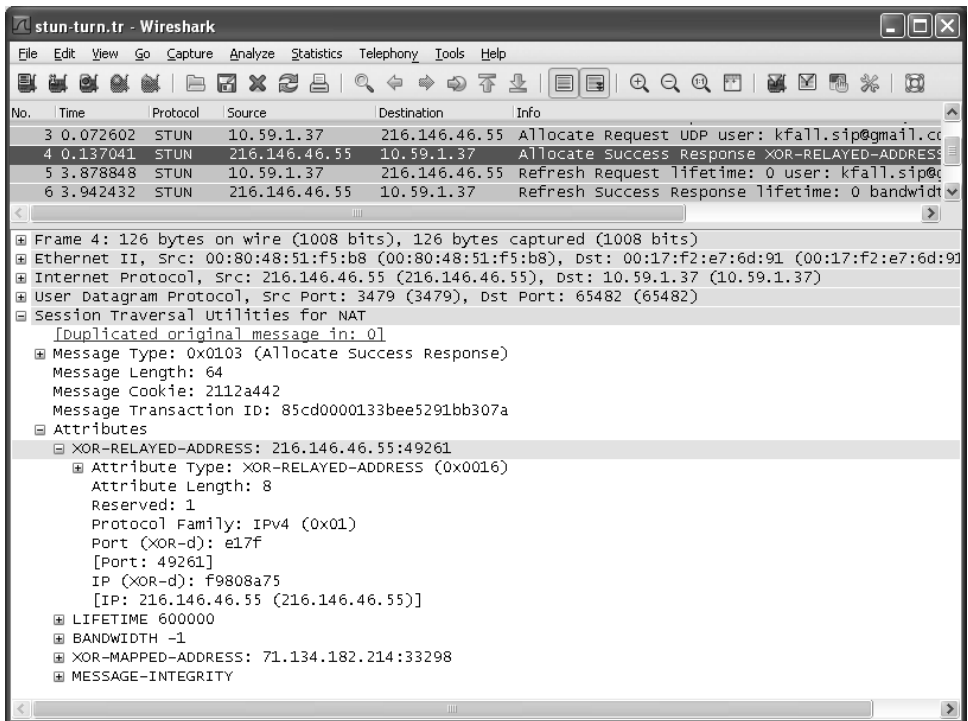 stun-turn.tr - Wireshark
File Edit View Go Capture Analyze Statistics Telephony Tools Help
No. Time Protocol Source Destination Info
3 0.072602 STUN 10.59.1.37 216.146.46.55 Allocate Request UDP user: kfall.sip@gmail.co
4 0.137041 STUN 216.146.46.55 10.59.1.37 Allocate Success Response XOR-RELAYED-ADDRESS
5 3.878848 STUN 10.59.1.37 216.146.46.55 Refresh Request lifetime: 0 user: kfall.sip@g
6 3.942432 STUN 216.146.46.55 10.59.1.37 Refresh Success Response lifetime: 0 bandwidt
Frame 4: 126 bytes on wire (1008 bits), 126 bytes captured (1008 bits)
Ethernet II, Src: 00:80:48:51:f5:b8 (00:80:48:51:f5:b8), Dst: 00:17:f2:e7:6d:91 (00:17:f2:e7:6d:91
Internet Protocol, Src: 216.146.46.55 (216.146.46.55), Dst: 10.59.1.37 (10.59.1.37)
User Datagram Protocol, Src Port: 3479 (3479), Dst Port: 65482 (65482)
Session Traversal Utilities for NAT
[Duplicated original message in: 0]
Message Type: 0x0103 (Allocate Success Response)
Message Length: 64
Message Cookie: 2112a442
Message Transaction ID: 85cd0000133bee5291bb307a
Attributes
XOR-RELAYED-ADDRESS: 216.146.46.55:49261
Attribute Type: XOR-RELAYED-ADDRESS (0x0016)
Attribute Length: 8
Reserved: 1
Protocol Family: IPv4 (0x01)
Port (XOR-d): e17f
[Port: 49261]
IP (XOR-d): f9808a75
[IP: 216.146.46.55 (216.146.46.55)]
LIFETIME 600000
BANDWIDTH -1
XOR-MAPPED-ADDRESS: 71.134.182.214:33298
MESSAGE-INTEGRITY